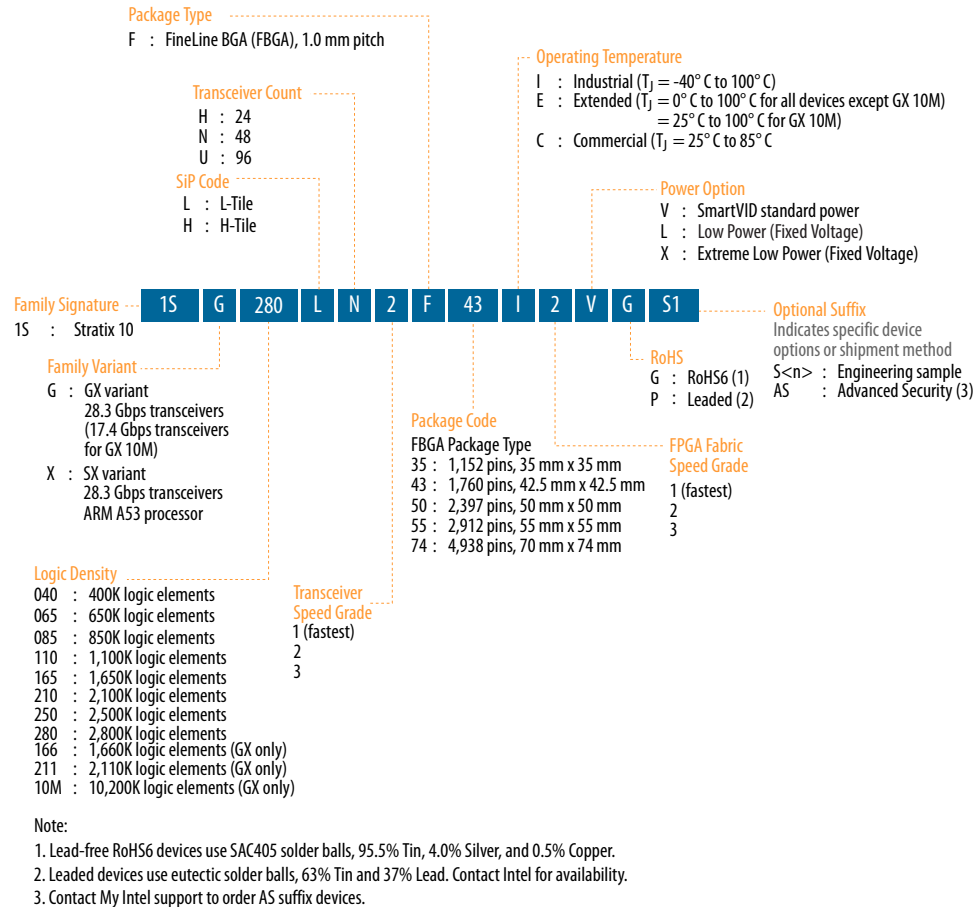 Package Type
F : FineLine BGA (FBGA), 1.0 mm pitch
Operating Temperature
I : Industrial (TJ = -40° C to 100° C)
E : Extended (TJ = 0° C to 100° C for all devices except GX 10M)
= 25° C to 100° C for GX 10M)
C : Commercial (TJ = 25° C to 85° C
Transceiver Count
H : 24
N : 48
U : 96
SiP Code
L : L-Tile
H : H-Tile
Power Option
V : SmartVID standard power
L : Low Power (Fixed Voltage)
X : Extreme Low Power (Fixed Voltage)
1S G 280 L N 2 F 43 I 2 V G S1
Family Signature
1S : Stratix 10
Optional Suffix
Indicates specific device
options or shipment method
S<n> : Engineering sample
AS : Advanced Security (3)
Family Variant
G : GX variant
28.3 Gbps transceivers
(17.4 Gbps transceivers
for GX 10M)
X : SX variant
28.3 Gbps transceivers
ARM A53 processor
RoHS
G : RoHS6 (1)
P : Leaded (2)
Package Code
FBGA Package Type
35 : 1,152 pins, 35 mm x 35 mm
43 : 1,760 pins, 42.5 mm x 42.5 mm
50 : 2,397 pins, 50 mm x 50 mm
55 : 2,912 pins, 55 mm x 55 mm
74 : 4,938 pins, 70 mm x 74 mm
FPGA Fabric
Speed Grade
1 (fastest)
2
3
Logic Density
040 : 400K logic elements
065 : 650K logic elements
085 : 850K logic elements
110 : 1,100K logic elements
165 : 1,650K logic elements
210 : 2,100K logic elements
250 : 2,500K logic elements
280 : 2,800K logic elements
166 : 1,660K logic elements (GX only)
211 : 2,110K logic elements (GX only)
10M : 10,200K logic elements (GX only)
Transceiver
Speed Grade
1 (fastest)
2
3
Note:
1. Lead-free RoHS6 devices use SAC405 solder balls, 95.5% Tin, 4.0% Silver, and 0.5% Copper.
2. Leaded devices use eutectic solder balls, 63% Tin and 37% Lead. Contact Intel for availability.
3. Contact My Intel support to order AS suffix devices.